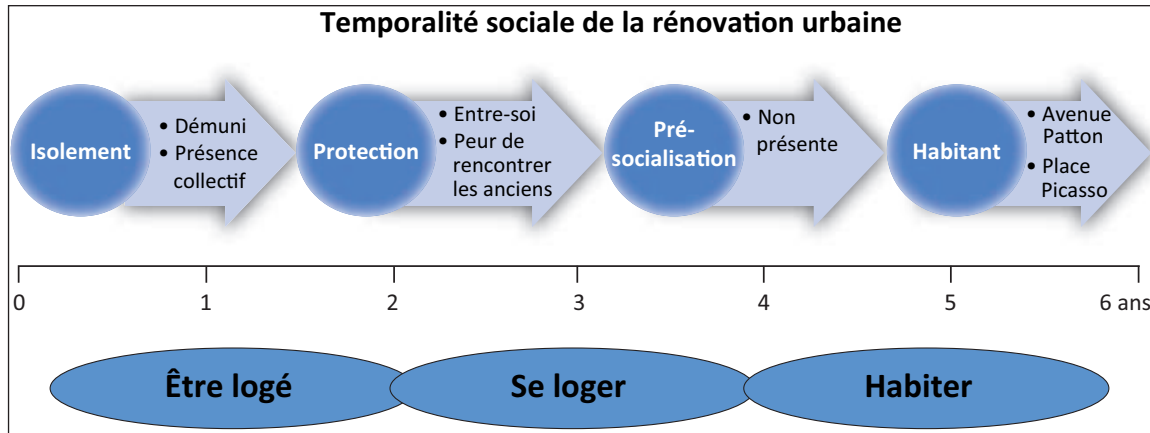 Temporalité sociale de la rénovation urbaine
Isolement
• Démuni
• Présence
collectif
Protection
• Entre-soi
• Peur de
rencontrer
les anciens
Pré-
socialisation
• Non
présente
Habitant
• Avenue
Patton
• Place
Picasso
0 1 2 3 4 5 6 ans
Être logé
Se loger
Habiter